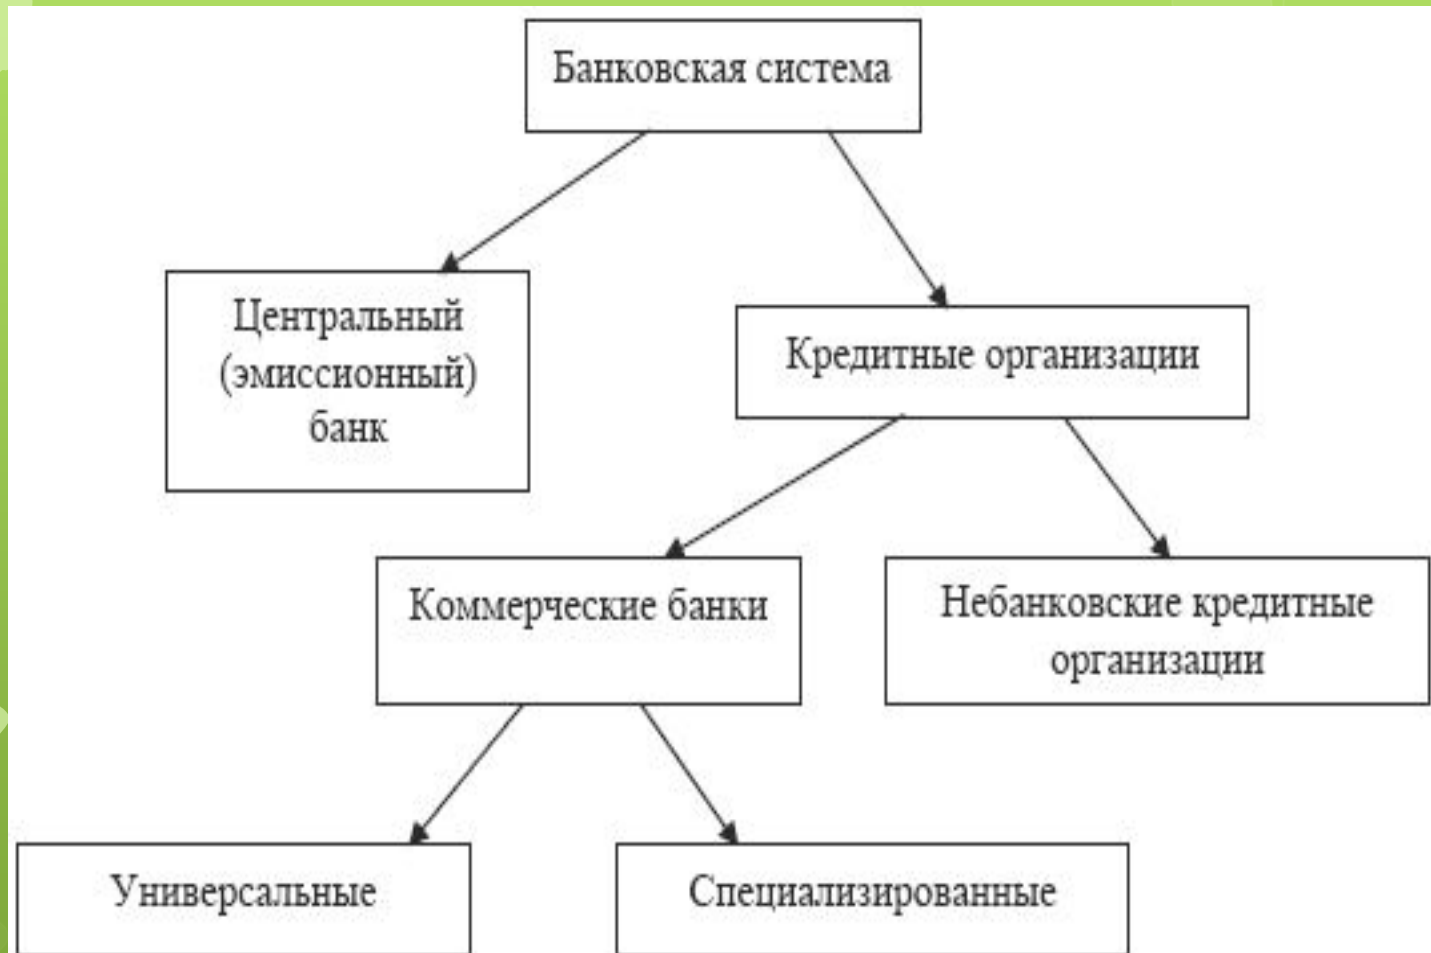 Банковская система
Центральный
(эмиссионный)
банк
Кредитные организации
Коммерческие банки
Небанковские кредитные
организации
Универсальные
Специализированные